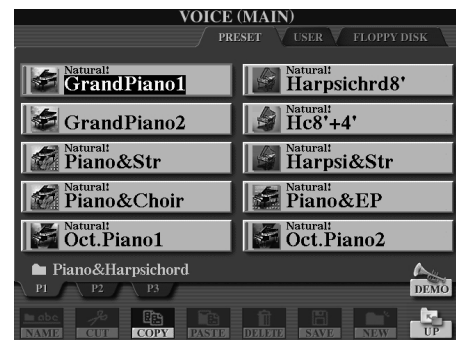 VOICE (MAIN)
PRESET USER FLOPPY DISK
Natural!
GrandPiano1
Natural!
Harpsichrd8'
GrandPiano2
Natural!
Hc8'+4'
Natural!
Piano&Str
Natural!
Harpsi&Str
Natural!
Piano&Choir
Natural!
Piano&EP
Natural!
Oct.Piano1
Natural!
Oct.Piano2
Piano&Harpsichord
P1 P2 P3
DEMO
abc
NAME CUT COPY PASTE DELETE SAVE NEW UP